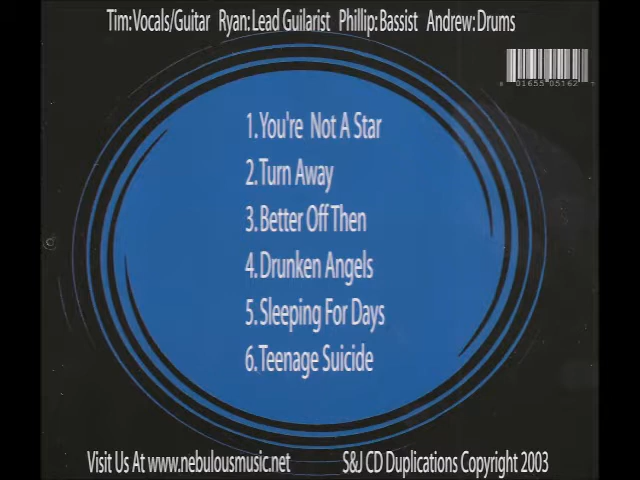 Tim:Vocals/Guitar Ryan:Lead Guilarist Phillip:Bassist Andrew:Drums
01655 05162
1.You're Not A Star
2.Turn Away
3.Better Off Then
4.Drunken Angels
5.Sleeping For Days
6.Teenage Suicide
Visit Us At www.nebulousmusic.net S&J CD Duplications Copyright 2003